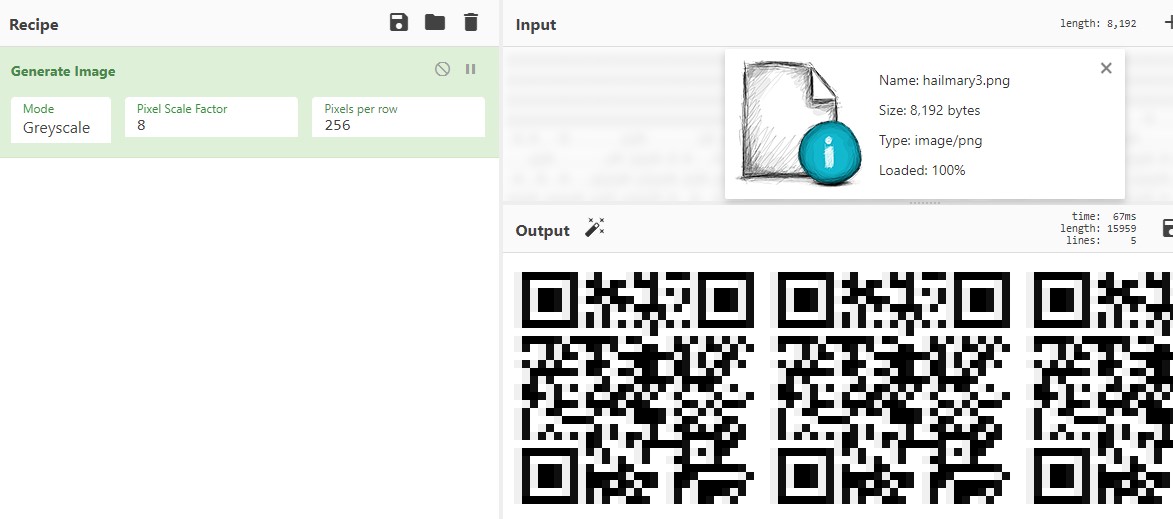 Recipe
Generate Image
Mode
Greyscale
Pixel Scale Factor
8
Pixels per row
256
Input
length: 8,192
Name: hailmary3.png
Size: 8,192 bytes
Type: image/png
Loaded: 100%
Output
time: 67ms
length: 15959
lines: 5